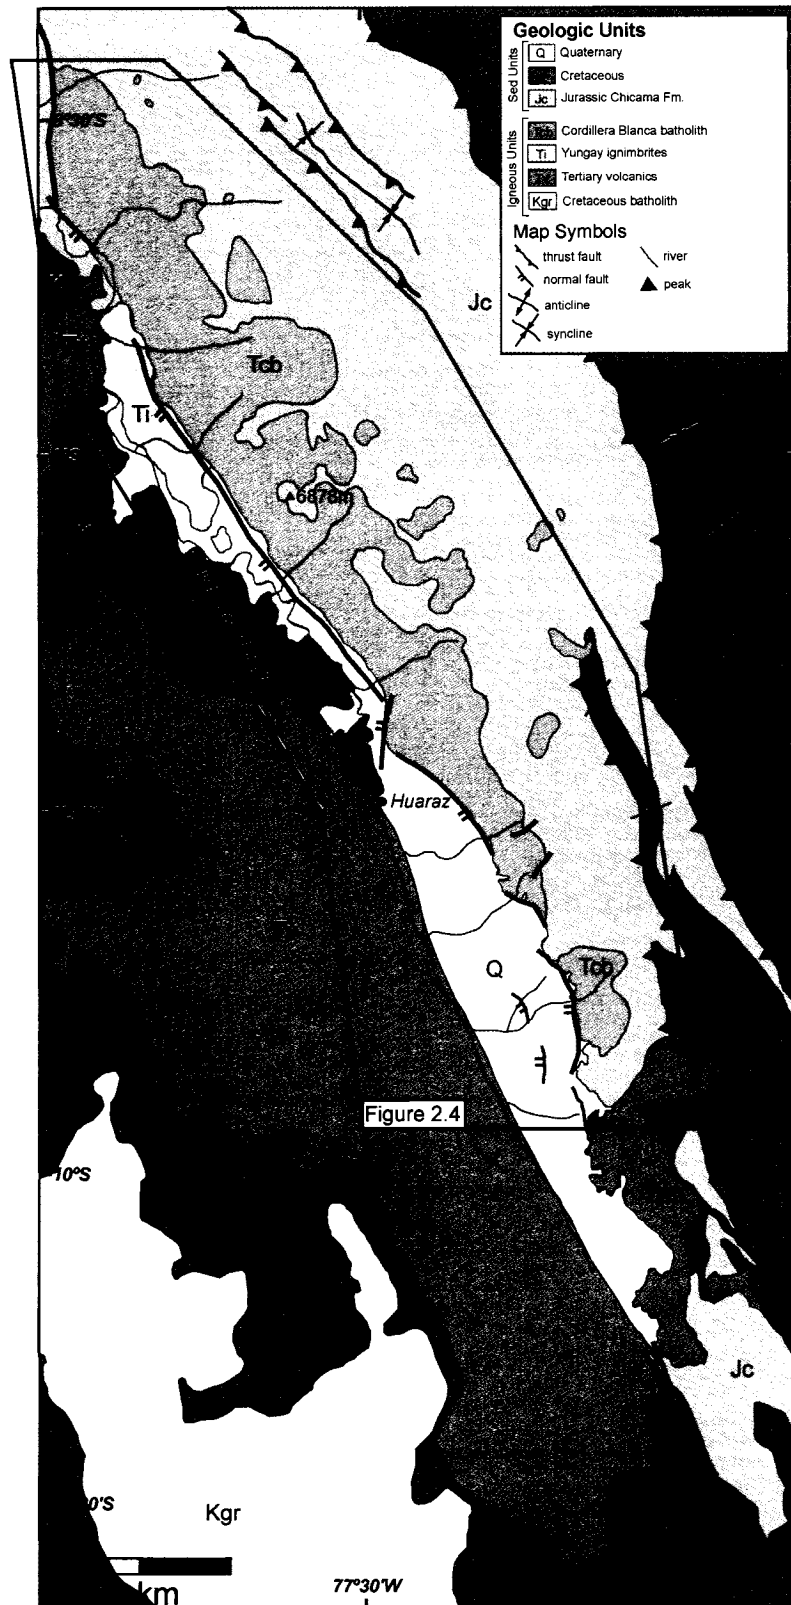 Geologic Units
Sed Units
Q Quaternary
Cretaceous
Jc Jurassic Chicama Fm.
Igneous Units
Tcb Cordillera Blanca batholith
Ti Yungay ignimbrites
Tertiary volcanics
Kgr Cretaceous batholith
Map Symbols
thrust fault
river
normal fault
peak
anticline
syncline
Jc
Tcb
Ti
6878m
Huaraz
Q
Tcb
Figure 2.4
10°S
Jc
Kgr
km
77°30'W